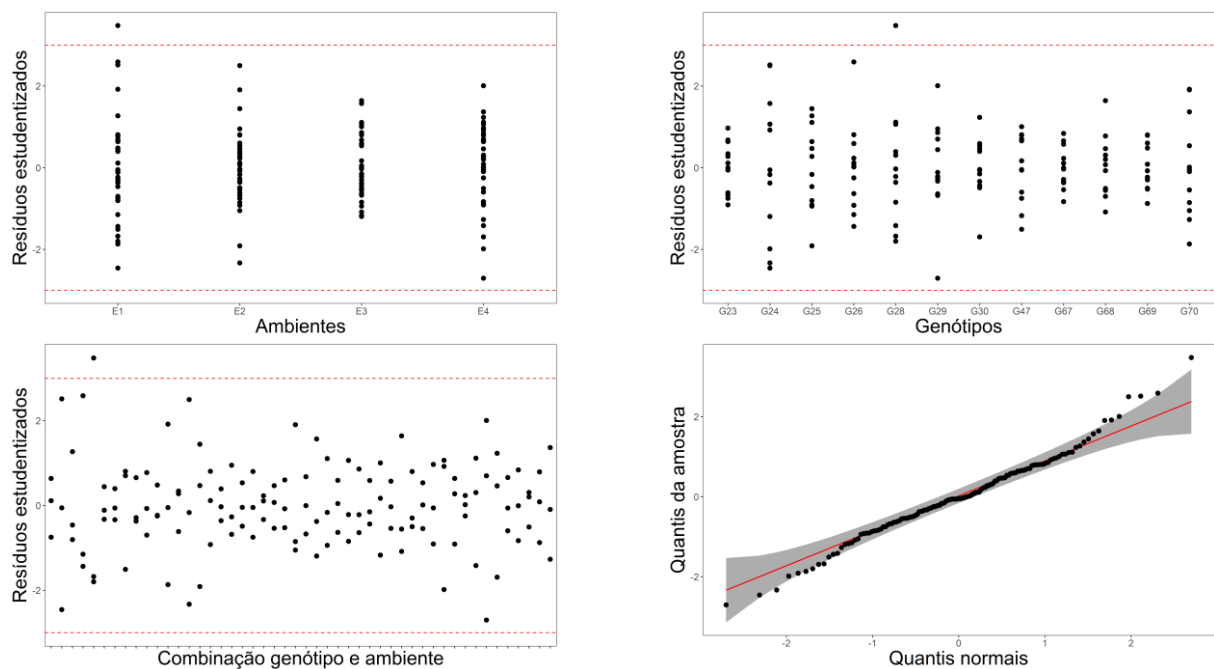 Resíduos estudentizados
2
0
-2
E1 E2 E3 E4
Ambientes
Resíduos estudentizados
2
0
-2
G23 G24 G25 G26 G28 G29 G30 G47 G67 G68 G69 G70
Genótipos
Resíduos estudentizados
2
0
-2
Combinação genótipo e ambiente
Quantis da amostra
2
0
-2
-2 -1 0 1 2
Quantis normais